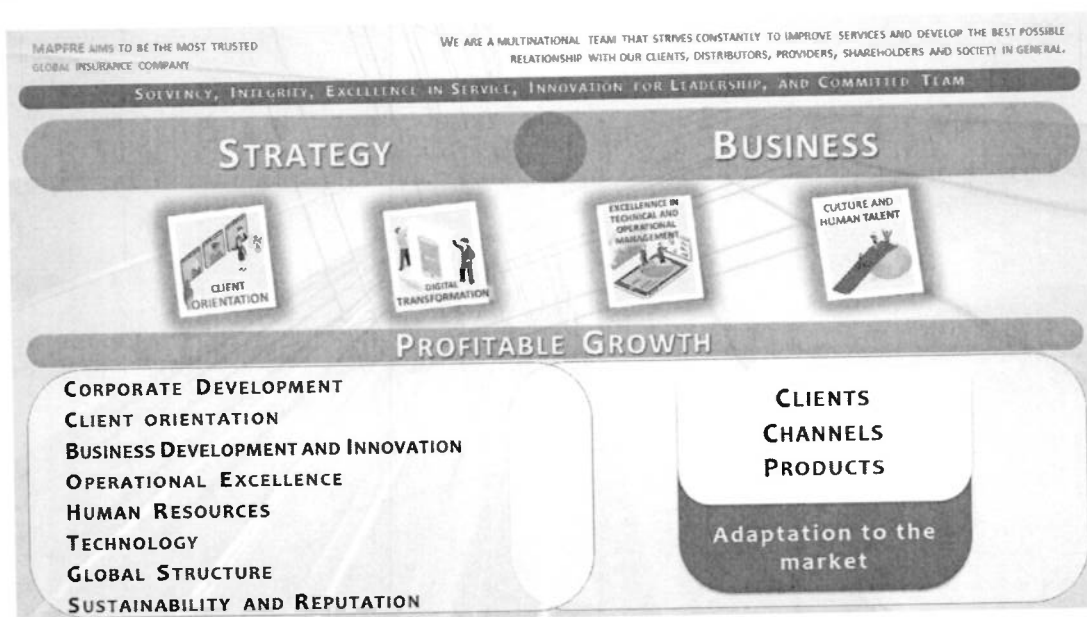 MAPFRE AIMS TO BE THE MOST TRUSTED
GLOBAL INSURANCE COMPANY
WE ARE A MULTINATIONAL TEAM THAT STRIVES CONSTANTLY TO IMPROVE SERVICES AND DEVELOP THE BEST POSSIBLE
RELATIONSHIP WITH OUR CLIENTS, DISTRIBUTORS, PROVIDERS, SHAREHOLDERS AND SOCIETY IN GENERAL.
SOLVENCY, INTEGRITY, EXCELLENCE IN SERVICE, INNOVATION FOR LEADERSHIP, AND COMMITTED TEAM
STRATEGY
BUSINESS
CLIENT
ORIENTATION
DIGITAL
TRANSFORMATION
EXCELLENNCE IN
TECHNICAL AND
OPERATIONAL
MANAGEMENT
CULTURE AND
HUMAN TALENT
PROFITABLE GROWTH
CORPORATE DEVELOPMENT
CLIENT ORIENTATION
BUSINESS DEVELOPMENT AND INNOVATION
OPERATIONAL EXCELLENCE
HUMAN RESOURCES
TECHNOLOGY
GLOBAL STRUCTURE
SUSTAINABILITY AND REPUTATION
CLIENTS
CHANNELS
PRODUCTS
Adaptation to the
market